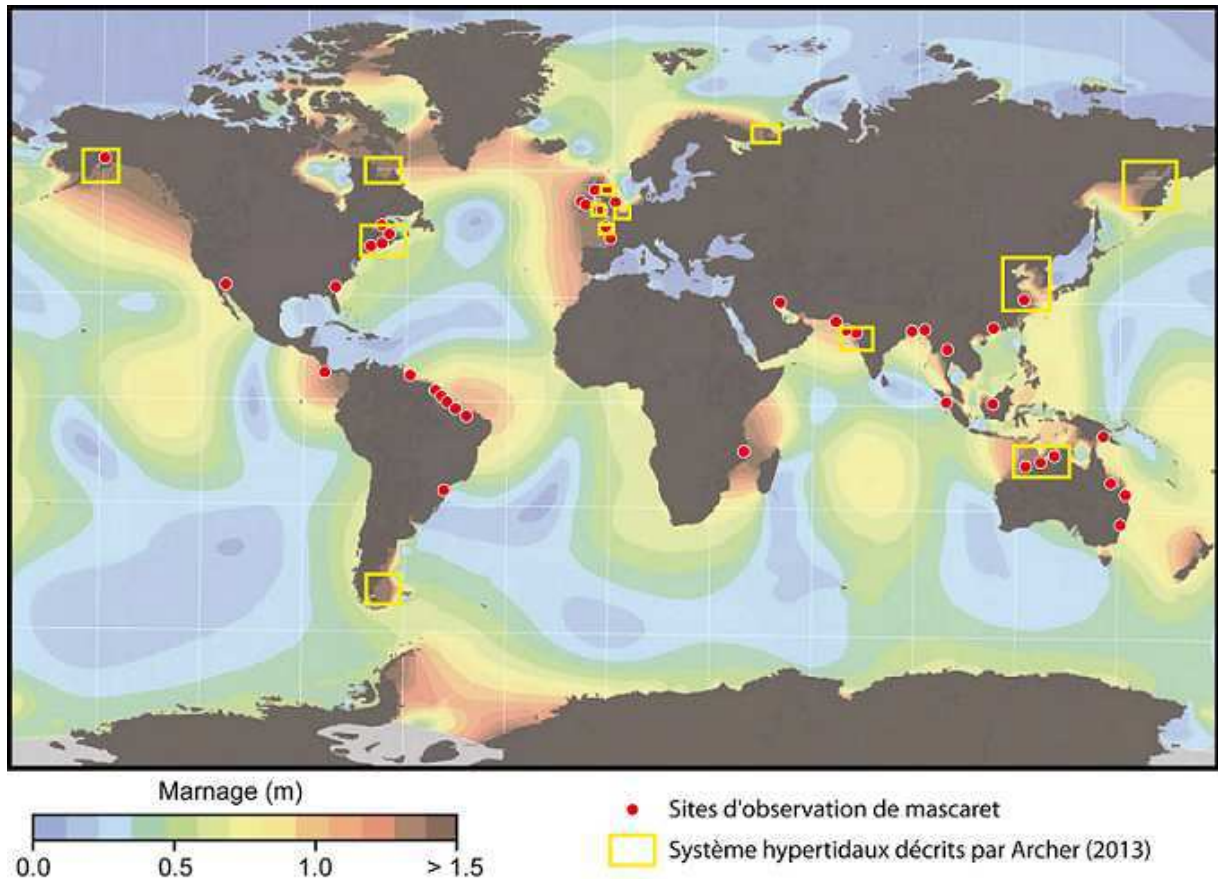 Marnage (m)
0.0 0.5 1.0 > 1.5
Sites d'observation de mascaret
Système hypertidaux décrits par Archer (2013)